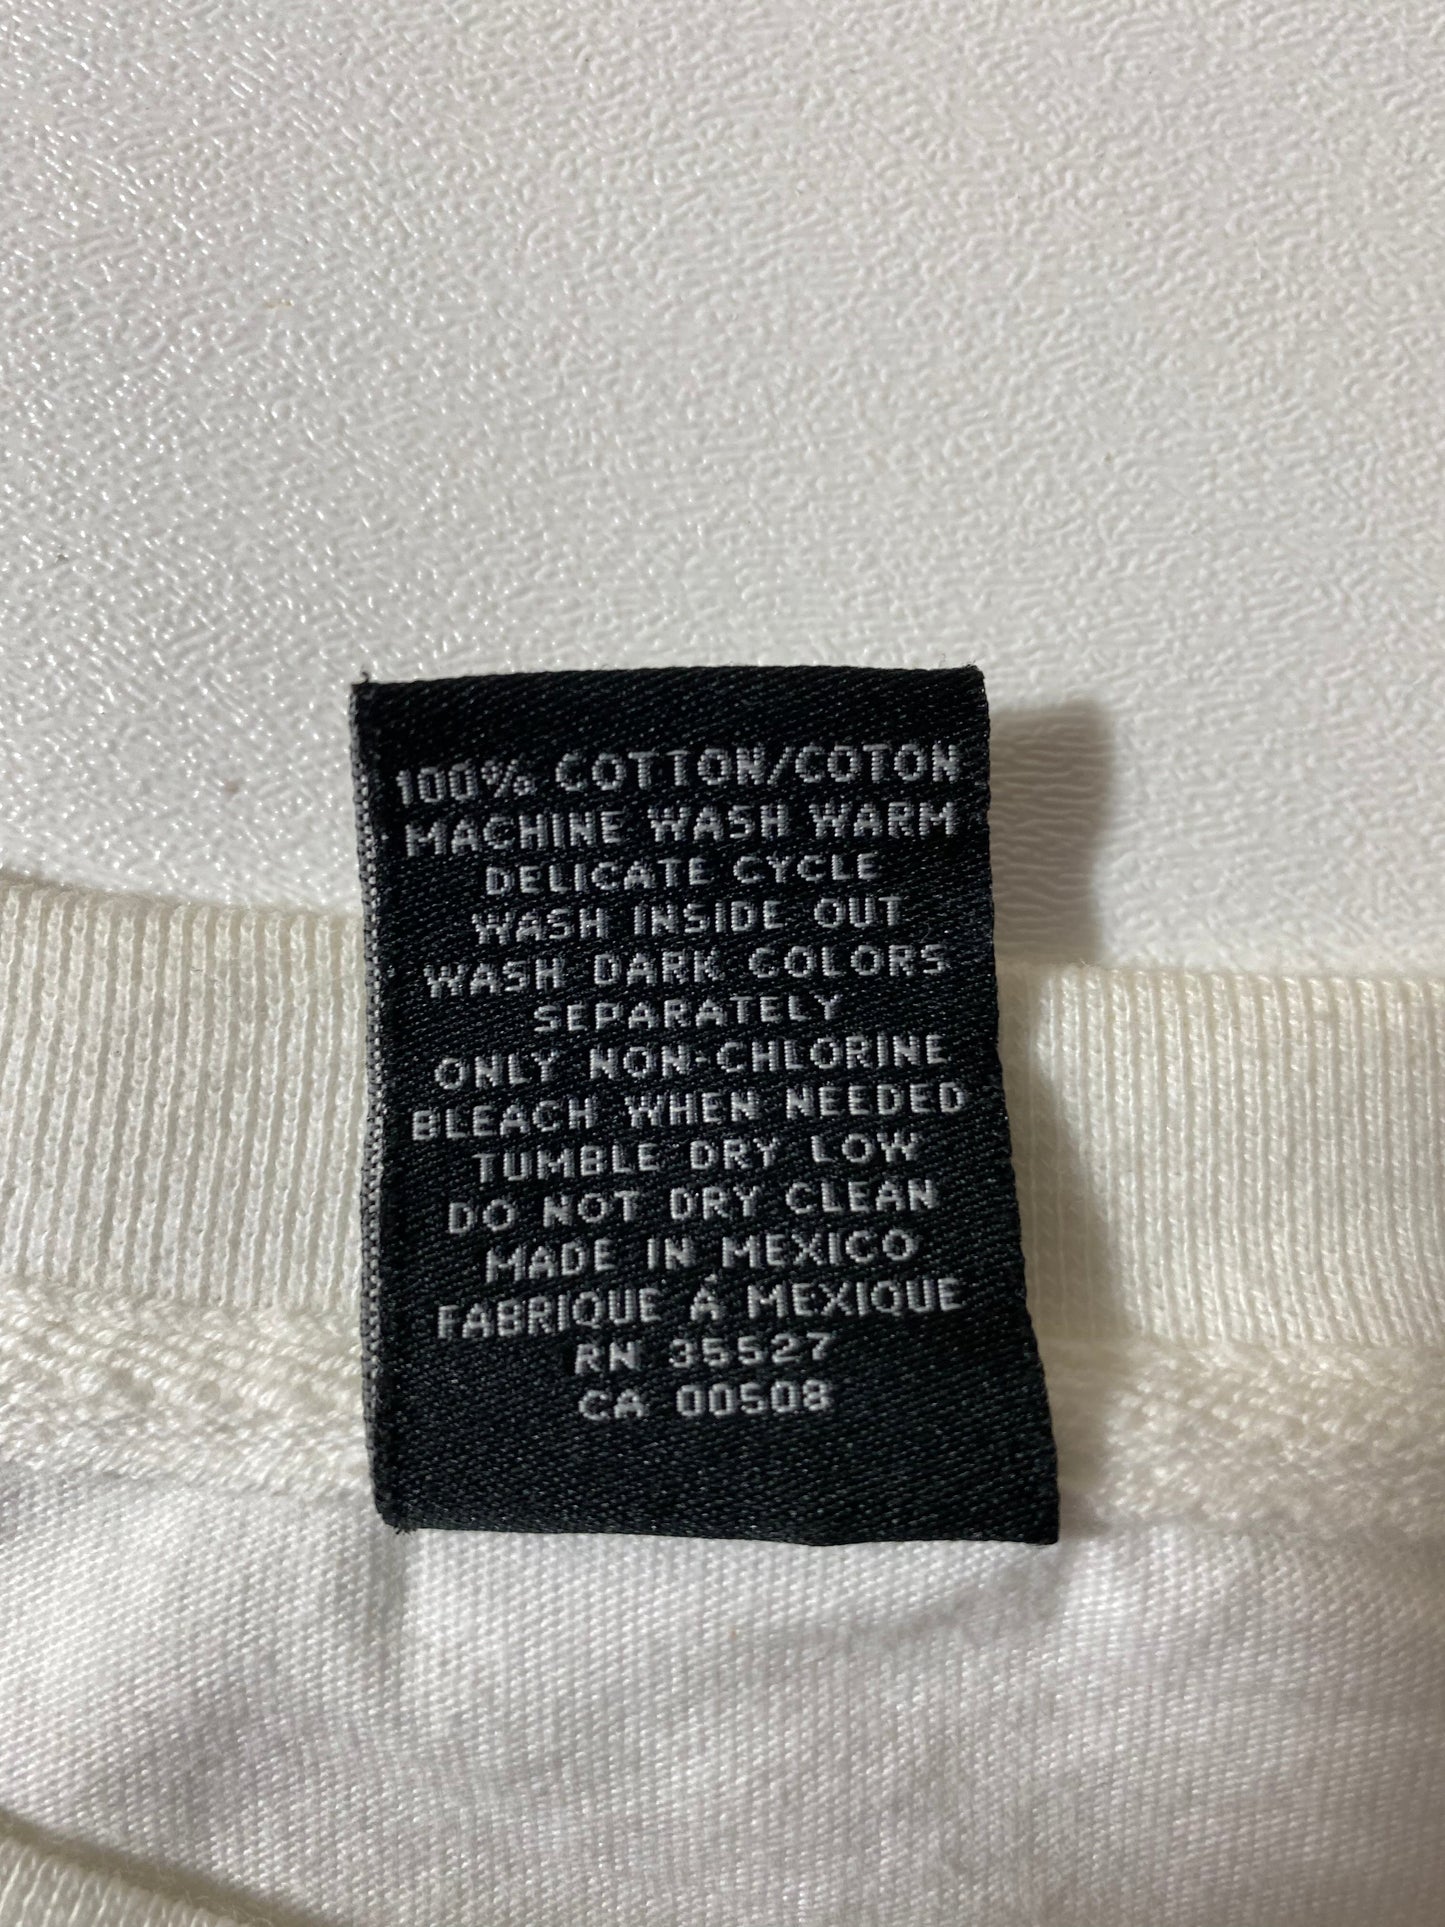 100% COTTON/COTON
MACHINE WASH WARM
DELICATE CYCLE
WASH INSIDE OUT
WASH DARK COLORS
SEPARATELY
ONLY NON-CHLORINE
BLEACH WHEN NEEDED
TUMBLE DRY LOW
DO NOT DRY CLEAN
MADE IN MEXICO
FABRIQUE Á MEXIQUE
RN 35527
CA 00508